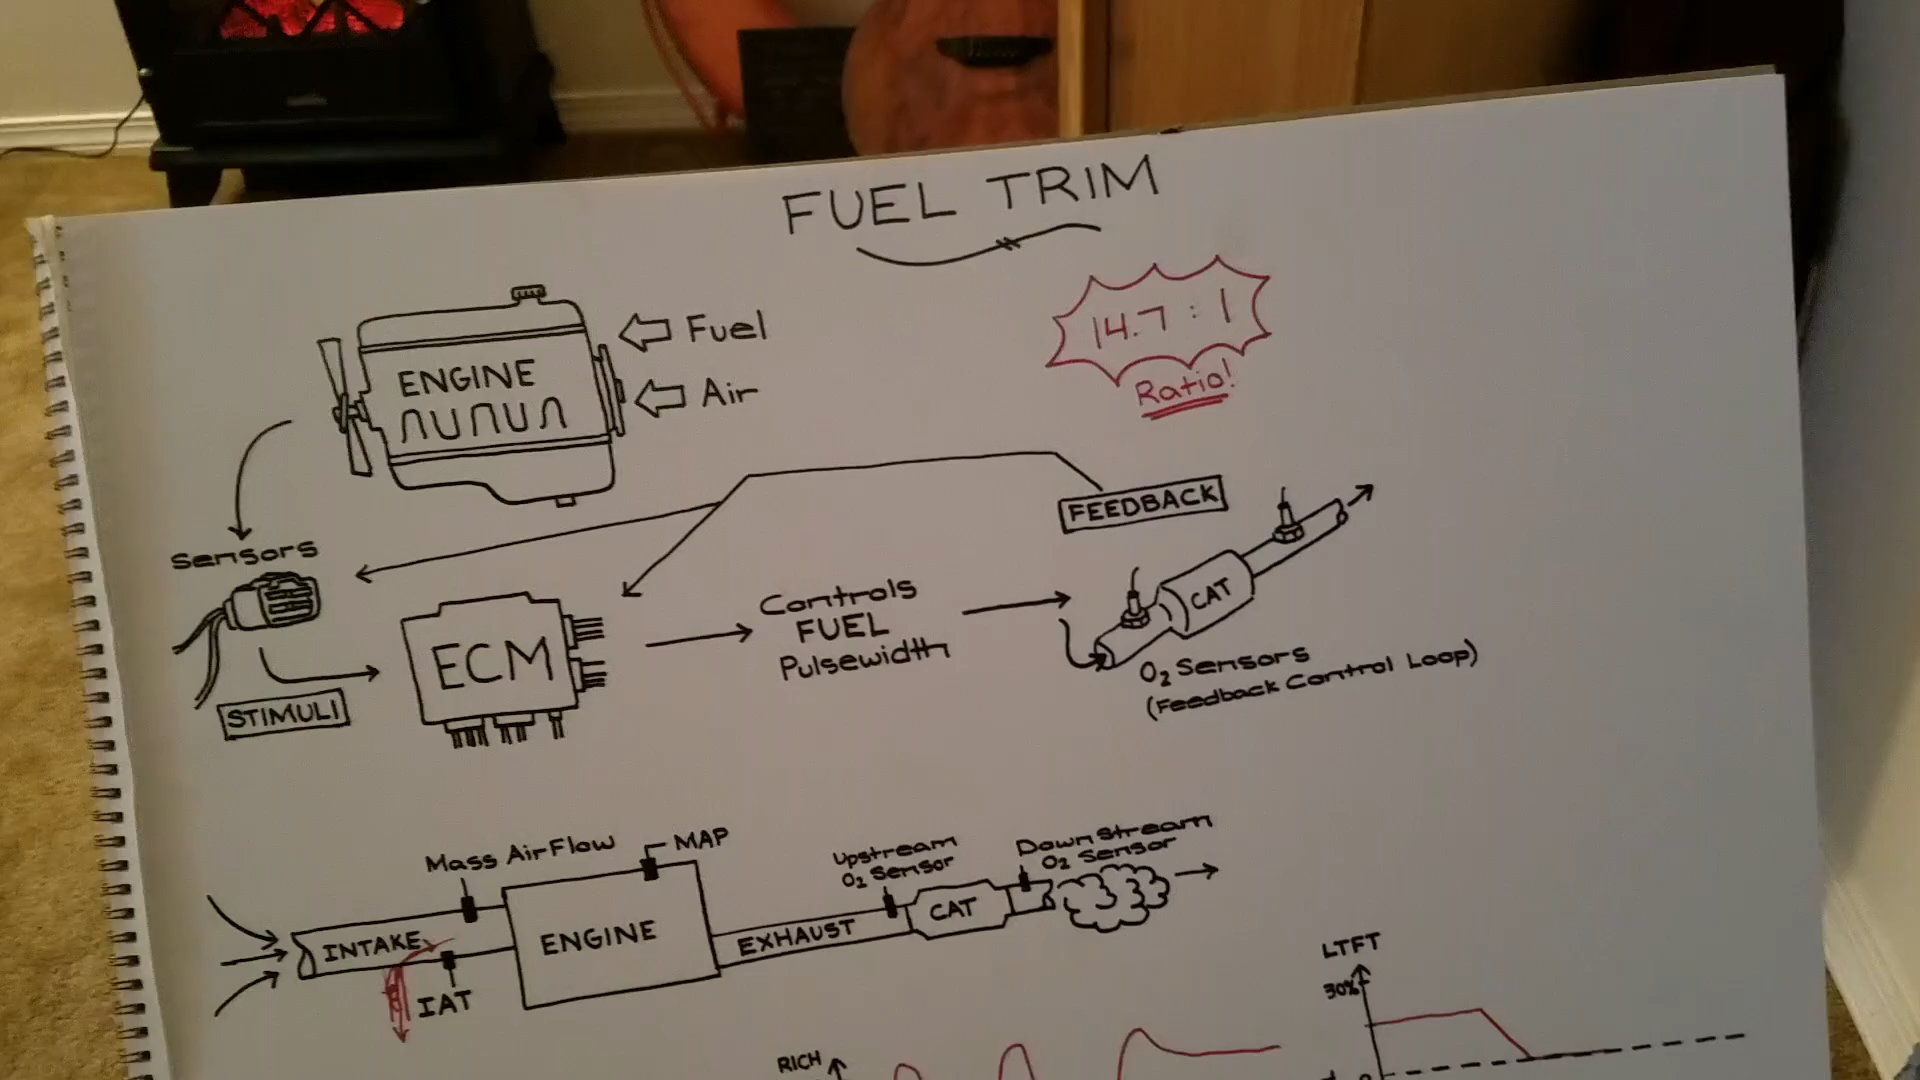 FUEL TRIM
14.7 : 1
Ratio!
ENGINE
Fuel
Air
FEEDBACK
Sensors
STIMULI
ECM
Controls
FUEL
Pulsewidth
CAT
O₂ Sensors
(Feedback Control Loop)
Mass AirFlow
MAP
Upstream
O₂ Sensor
DownStream
O₂ Sensor
INTAKE
ENGINE
EXHAUST
CAT
IAT
LTFT
30%
RICH